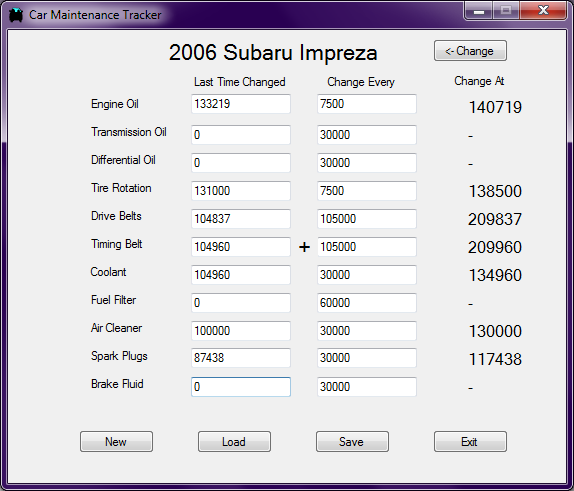 Car Maintenance Tracker
2006 Subaru Impreza <- Change
Last Time Changed Change Every Change At
Engine Oil 133219 7500 140719
Transmission Oil 0 30000 -
Differential Oil 0 30000 -
Tire Rotation 131000 7500 138500
Drive Belts 104837 105000 209837
Timing Belt 104960 + 105000 209960
Coolant 104960 30000 134960
Fuel Filter 0 60000 -
Air Cleaner 100000 30000 130000
Spark Plugs 87438 30000 117438
Brake Fluid 0 30000 -
New Load Save Exit